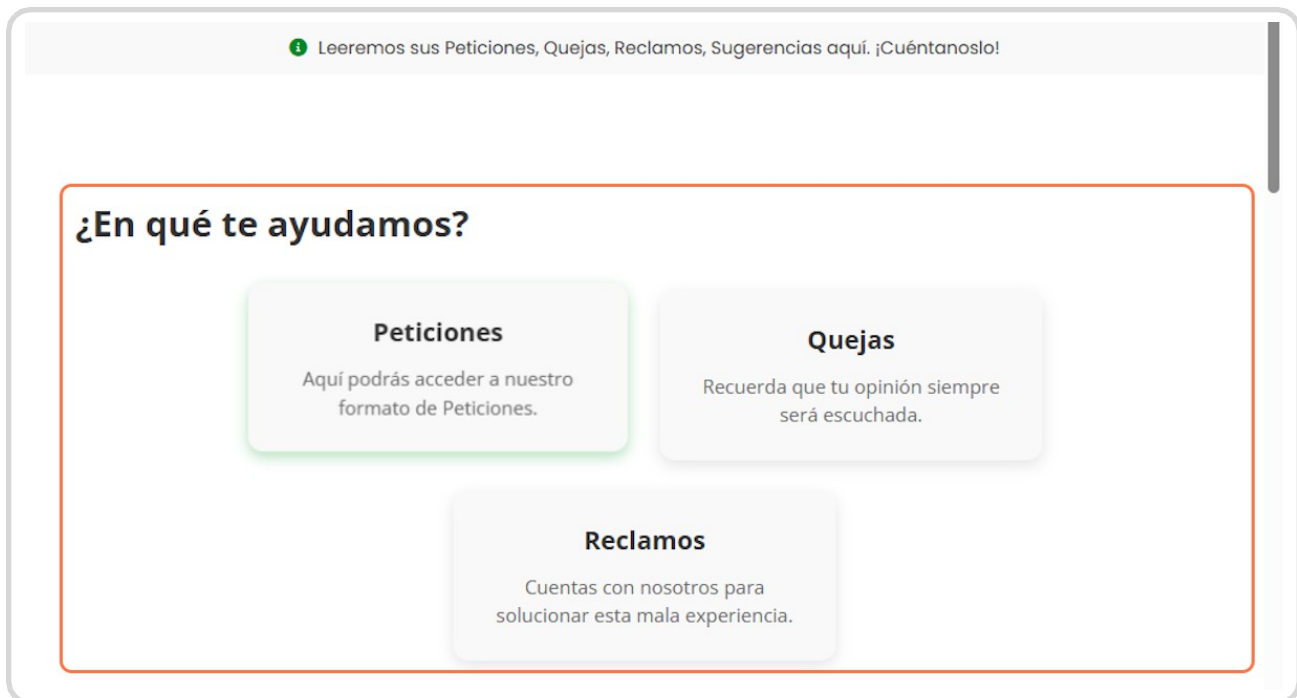 Leeremos sus Peticiones, Quejas, Reclamos, Sugerencias aquí. ¡Cuéntanoslo!
¿En qué te ayudamos?
Peticiones
Aquí podrás acceder a nuestro
formato de Peticiones.
Quejas
Recuerda que tu opinión siempre
será escuchada.
Reclamos
Cuentas con nosotros para
solucionar esta mala experiencia.